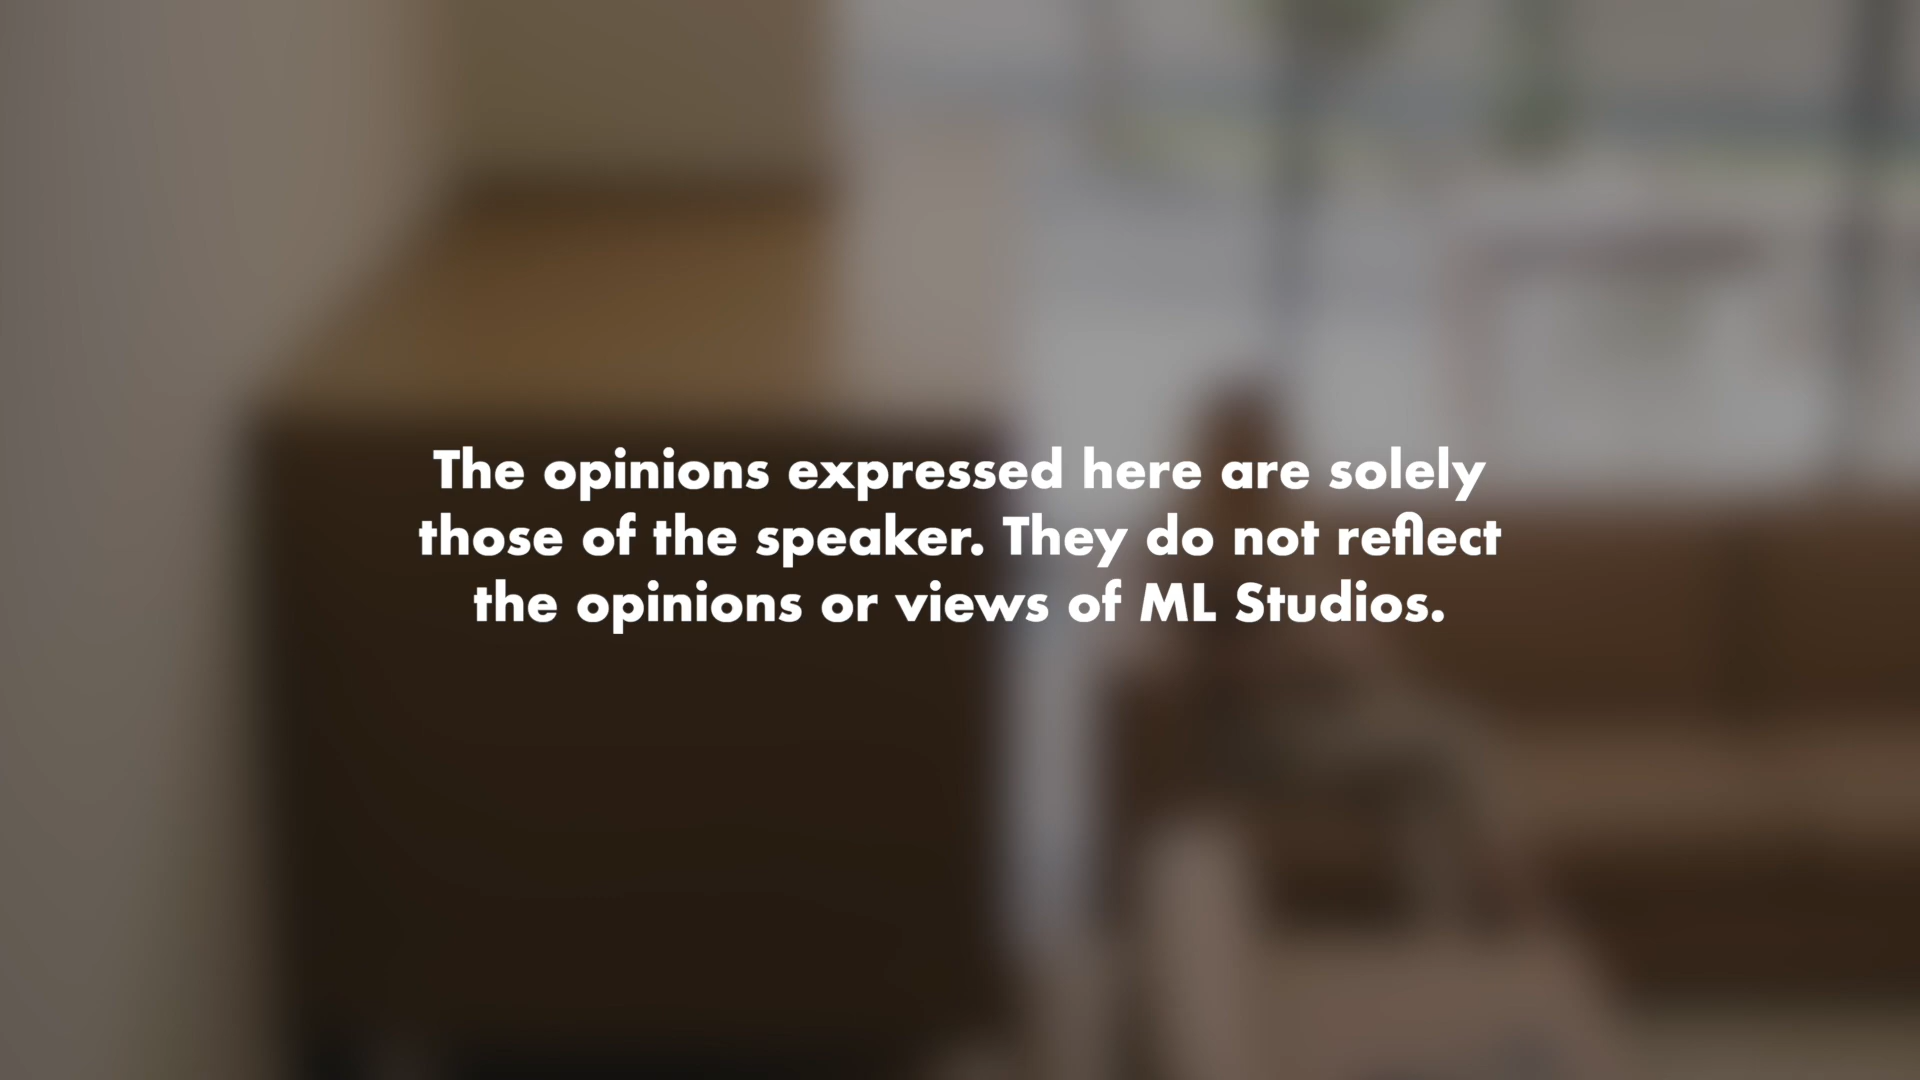 The opinions expressed here are solely
those of the speaker. They do not reflect
the opinions or views of ML Studios.